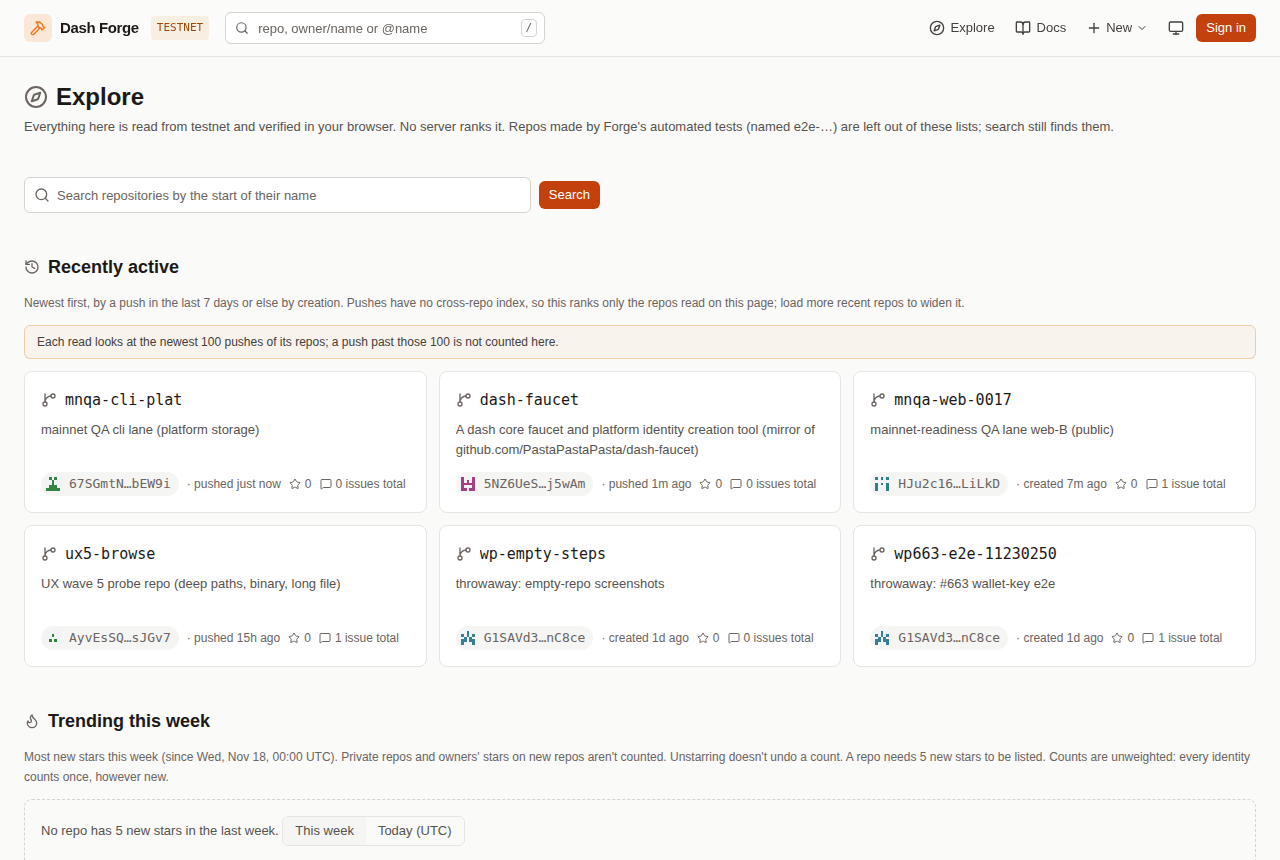 Dash Forge TESTNET repo, owner/name or @name / Explore Docs New Sign in
Explore
Everything here is read from testnet and verified in your browser. No server ranks it. Repos made by Forge's automated tests (named e2e-…) are left out of these lists; search still finds them.
Search repositories by the start of their name Search
Recently active
Newest first, by a push in the last 7 days or else by creation. Pushes have no cross-repo index, so this ranks only the repos read on this page; load more recent repos to widen it.
Each read looks at the newest 100 pushes of its repos; a push past those 100 is not counted here.
mnqa-cli-plat
mainnet QA cli lane (platform storage)
67SGmtN…bEW9i · pushed just now 0 0 issues total
dash-faucet
A dash core faucet and platform identity creation tool (mirror of
github.com/PastaPastaPasta/dash-faucet)
5NZ6UeS…j5wAm · pushed 1m ago 0 0 issues total
mnqa-web-0017
mainnet-readiness QA lane web-B (public)
HJu2c16…LiLkD · created 7m ago 0 1 issue total
ux5-browse
UX wave 5 probe repo (deep paths, binary, long file)
AyvEsSQ…sJGv7 · pushed 15h ago 0 1 issue total
wp-empty-steps
throwaway: empty-repo screenshots
G1SAVd3…nC8ce · created 1d ago 0 0 issues total
wp663-e2e-11230250
throwaway: #663 wallet-key e2e
G1SAVd3…nC8ce · created 1d ago 0 1 issue total
Trending this week
Most new stars this week (since Wed, Nov 18, 00:00 UTC). Private repos and owners' stars on new repos aren't counted. Unstarring doesn't undo a count. A repo needs 5 new stars to be listed. Counts are unweighted: every identity
counts once, however new.
No repo has 5 new stars in the last week. This week Today (UTC)